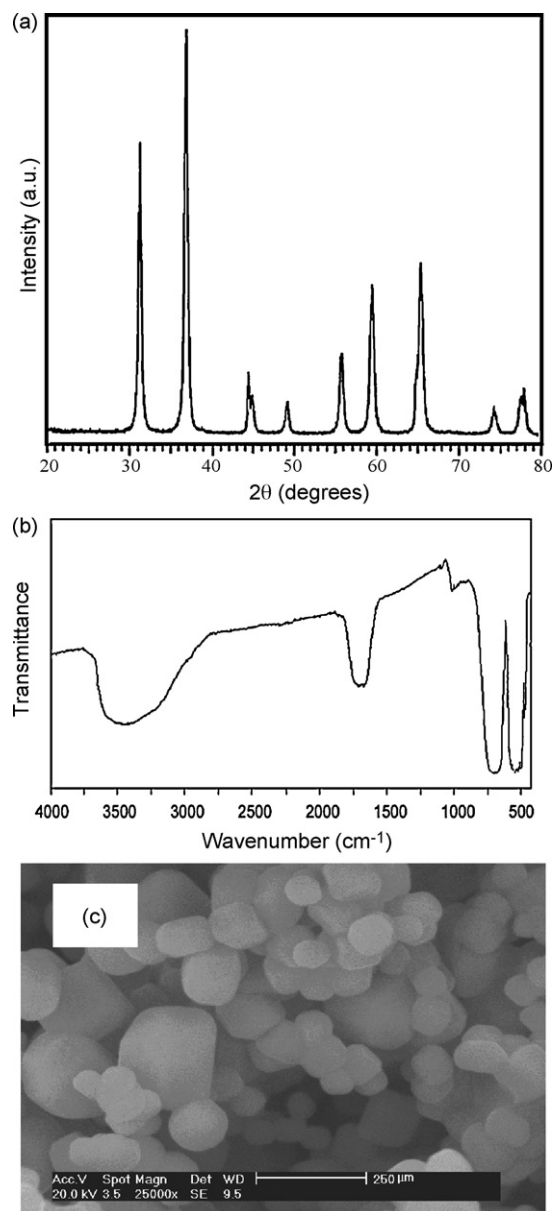 (a)
Intensity (a.u.)
20 30 40 50 60 70 80
2θ (degrees)
(b)
Transmittance
4000 3500 3000 2500 2000 1500 1000 500
Wavenumber (cm-1)
(c)
Acc.V Spot Magn Det WD 250 µm
20.0 kV 3.5 25000x SE 9.5